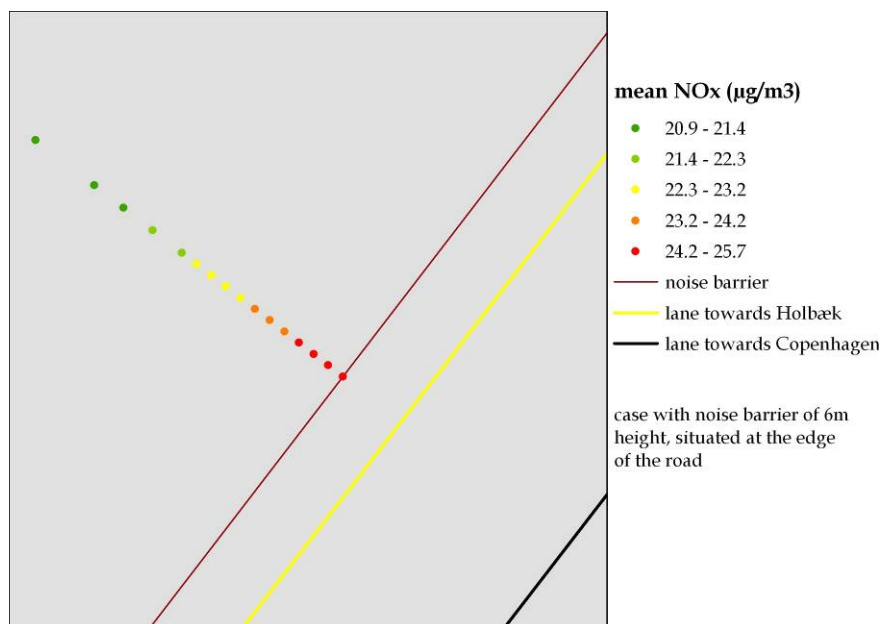 mean NOx (µg/m3)
20.9 - 21.4
21.4 - 22.3
22.3 - 23.2
23.2 - 24.2
24.2 - 25.7
noise barrier
lane towards Holbæk
lane towards Copenhagen
case with noise barrier of 6m
height, situated at the edge
of the road